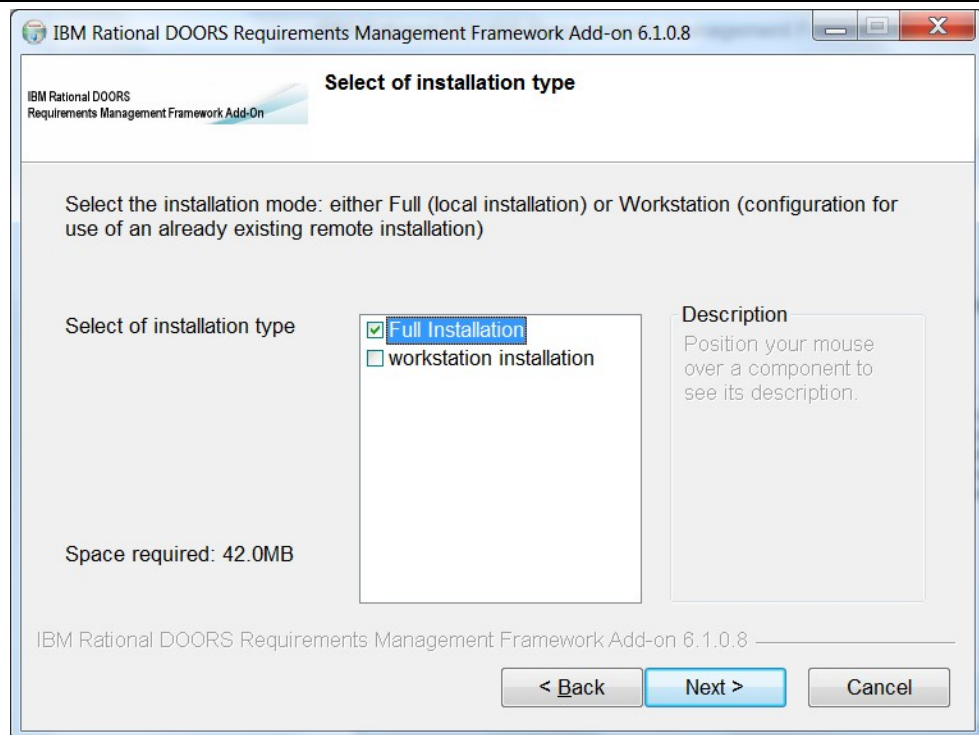 IBM Rational DOORS Requirements Management Framework Add-on 6.1.0.8
IBM Rational DOORS
Requirements Management Framework Add-On
Select of installation type
Select the installation mode: either Full (local installation) or Workstation (configuration for
use of an already existing remote installation)
Select of installation type
Full Installation
workstation installation
Description
Position your mouse
over a component to
see its description.
Space required: 42.0MB
IBM Rational DOORS Requirements Management Framework Add-on 6.1.0.8
< Back
Next >
Cancel